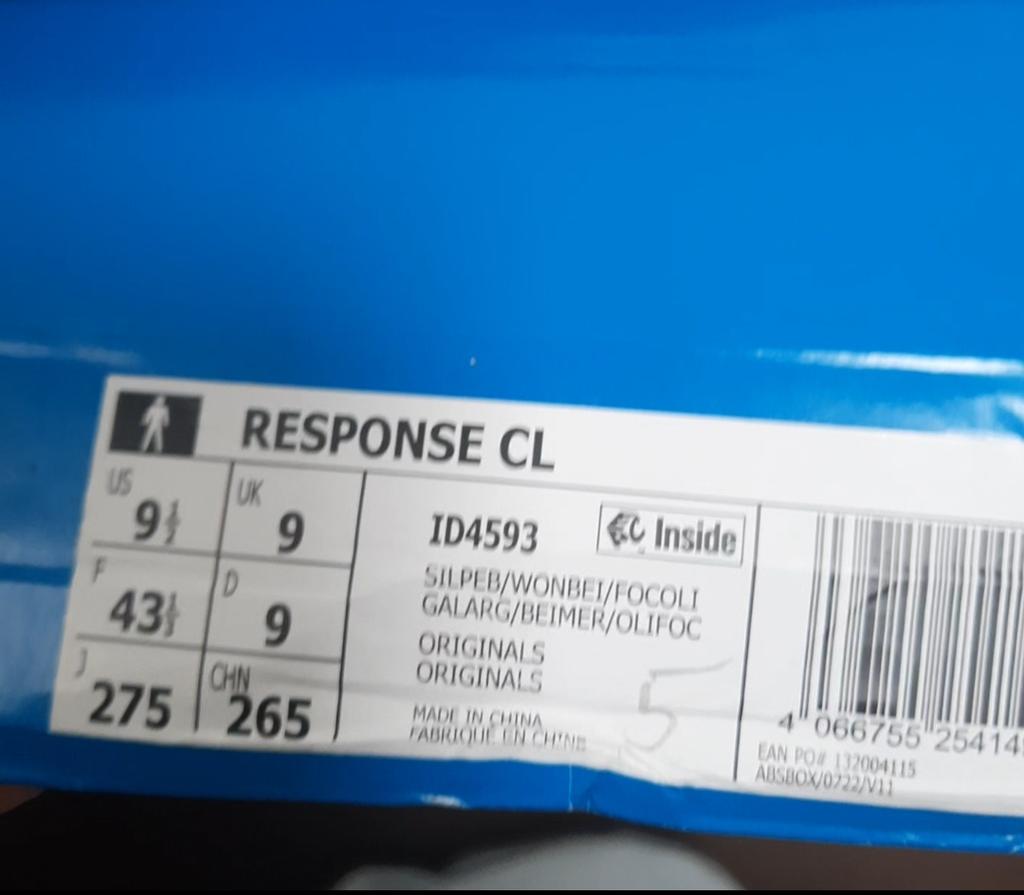 RESPONSE CL
US 9½ UK 9
F 43⅓ D 9
J 275 CHN 265
ID4593 Inside
SILPEB/WONBEI/FOCOLI
GALARG/BEIMER/OLIFOC
ORIGINALS
ORIGINALS
5
MADE IN CHINA
FABRIQUÉ EN CHINE
4 066755 25414
EAN PO# 132004115
ABSBOX/0722/V11